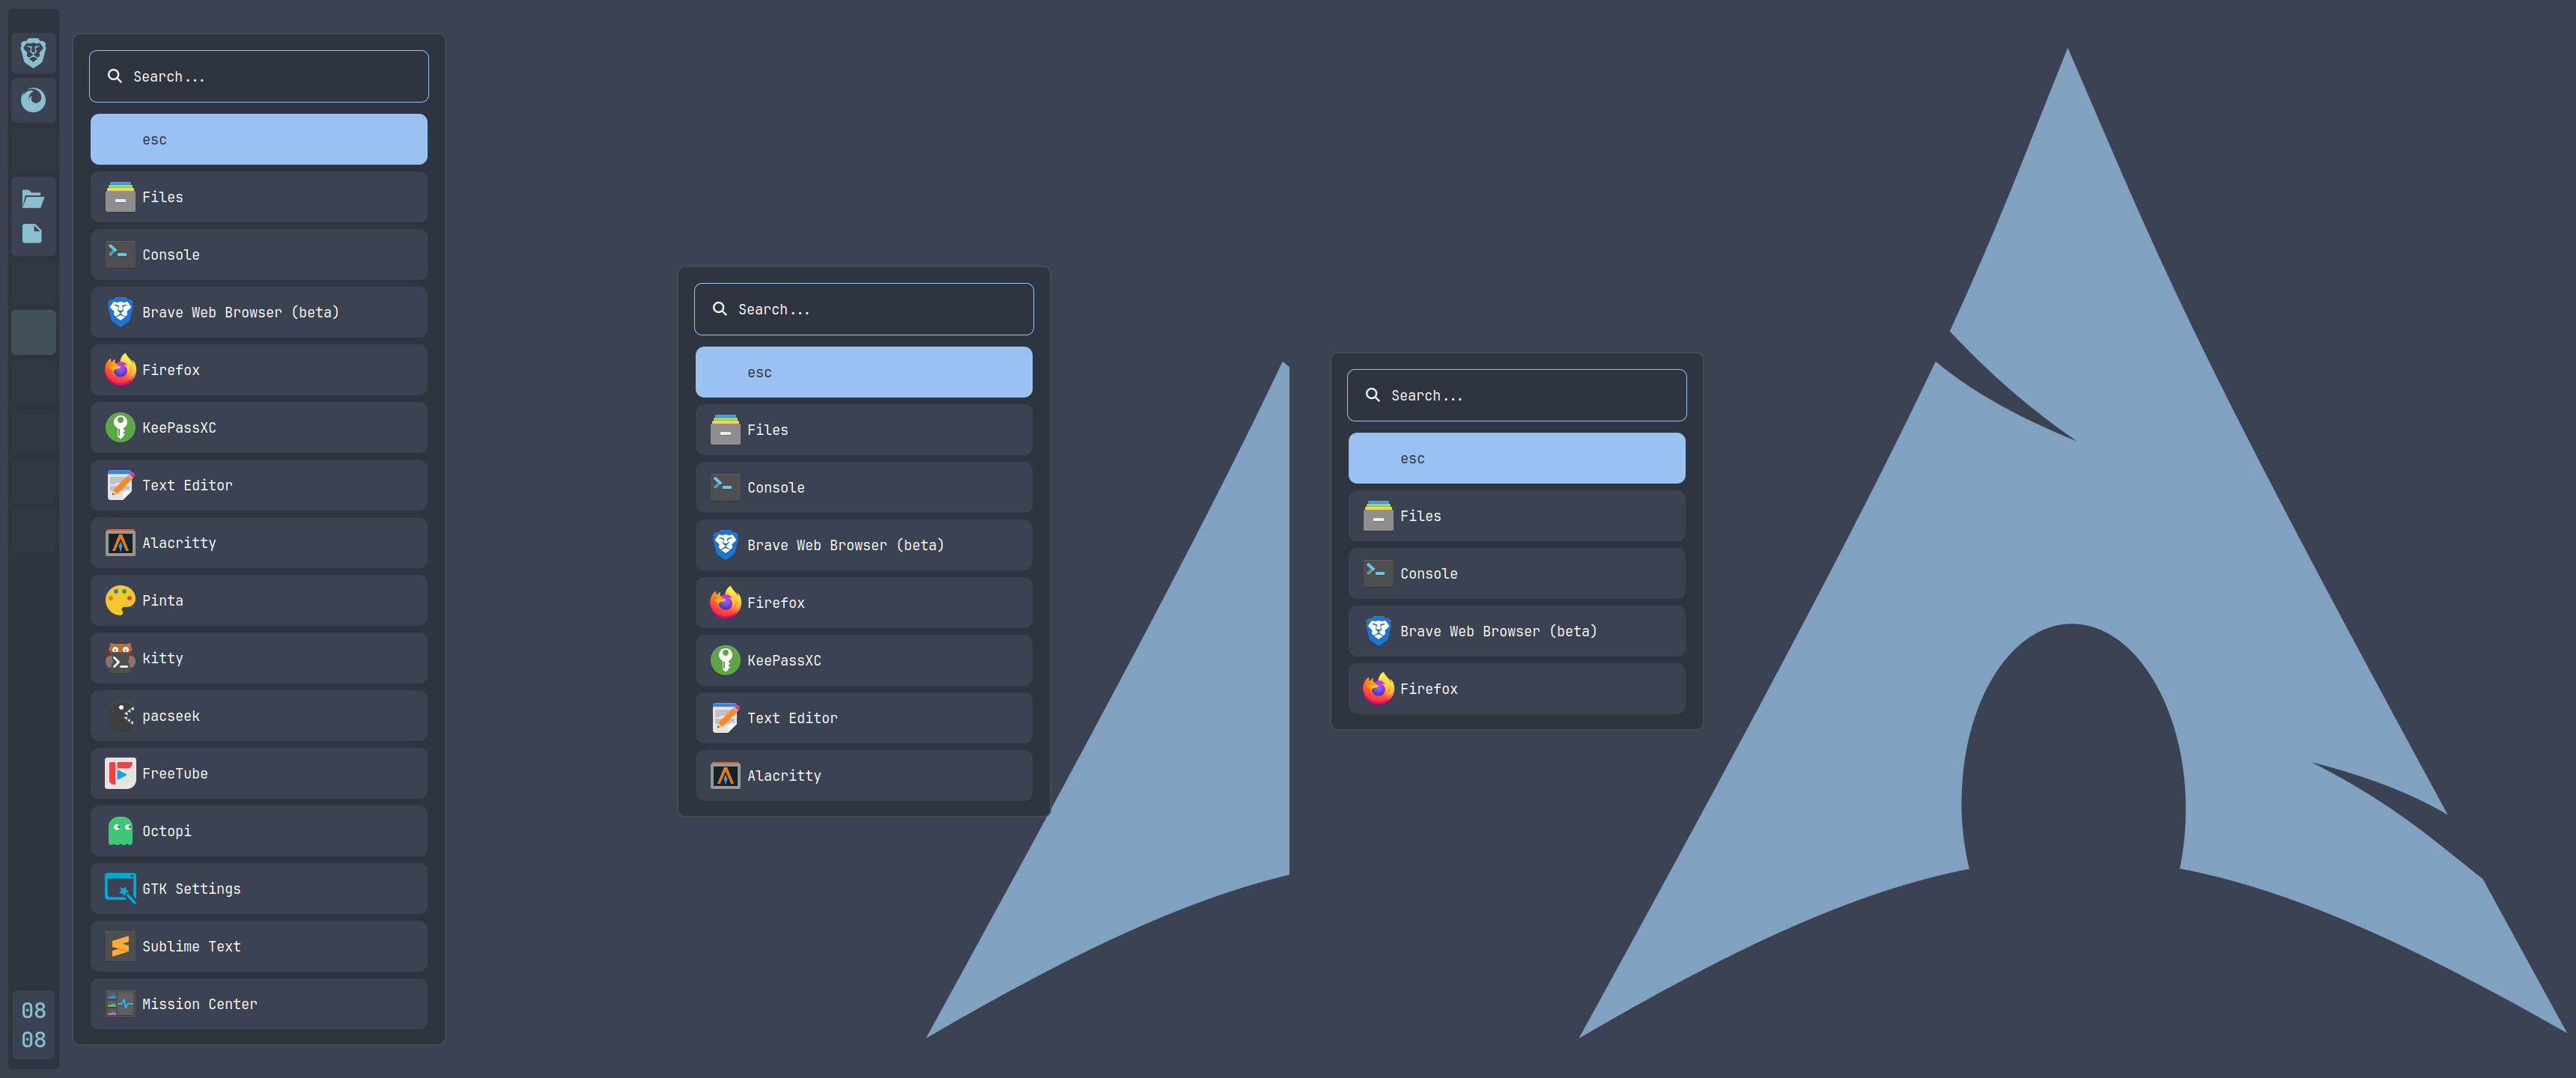 08
08
Search...
esc
Files
Console
Brave Web Browser (beta)
Firefox
KeePassXC
Text Editor
Alacritty
Pinta
kitty
pacseek
FreeTube
Octopi
GTK Settings
Sublime Text
Mission Center
Search...
esc
Files
Console
Brave Web Browser (beta)
Firefox
KeePassXC
Text Editor
Alacritty
Search...
esc
Files
Console
Brave Web Browser (beta)
Firefox